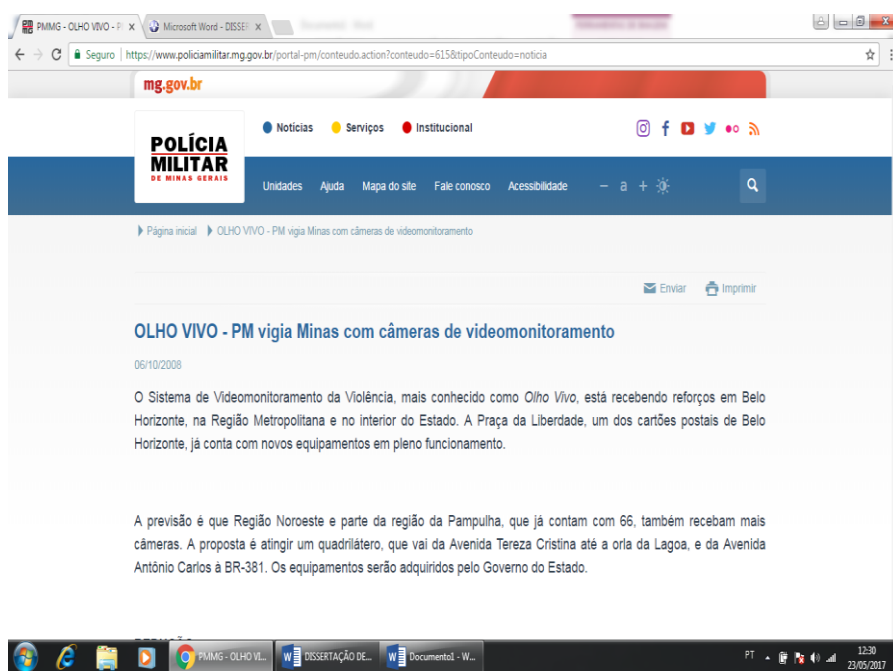 PMMG - OLHO VIVO - P
Microsoft Word - DISSER
Seguro
https://www.policiamilitar.mg.gov.br/portal-pm/conteudo.action?conteudo=615&tipoConteudo=noticia
mg.gov.br
POLÍCIA
MILITAR
DE MINAS GERAIS
Notícias
Serviços
Institucional
Unidades
Ajuda
Mapa do site
Fale conosco
Acessibilidade
– a +
Página inicial
OLHO VIVO - PM vigia Minas com câmeras de videomonitoramento
Enviar
Imprimir
OLHO VIVO - PM vigia Minas com câmeras de videomonitoramento
06/10/2008
O Sistema de Videomonitoramento da Violência, mais conhecido como Olho Vivo, está recebendo reforços em Belo
Horizonte, na Região Metropolitana e no interior do Estado. A Praça da Liberdade, um dos cartões postais de Belo
Horizonte, já conta com novos equipamentos em pleno funcionamento.
A previsão é que Região Noroeste e parte da região da Pampulha, que já contam com 66, também recebam mais
câmeras. A proposta é atingir um quadrilátero, que vai da Avenida Tereza Cristina até a orla da Lagoa, e da Avenida
Antônio Carlos à BR-381. Os equipamentos serão adquiridos pelo Governo do Estado.
PMMG - OLHO VI...
DISSERTAÇÃO DE...
Documento1 - W...
PT
12:30
23/05/2017